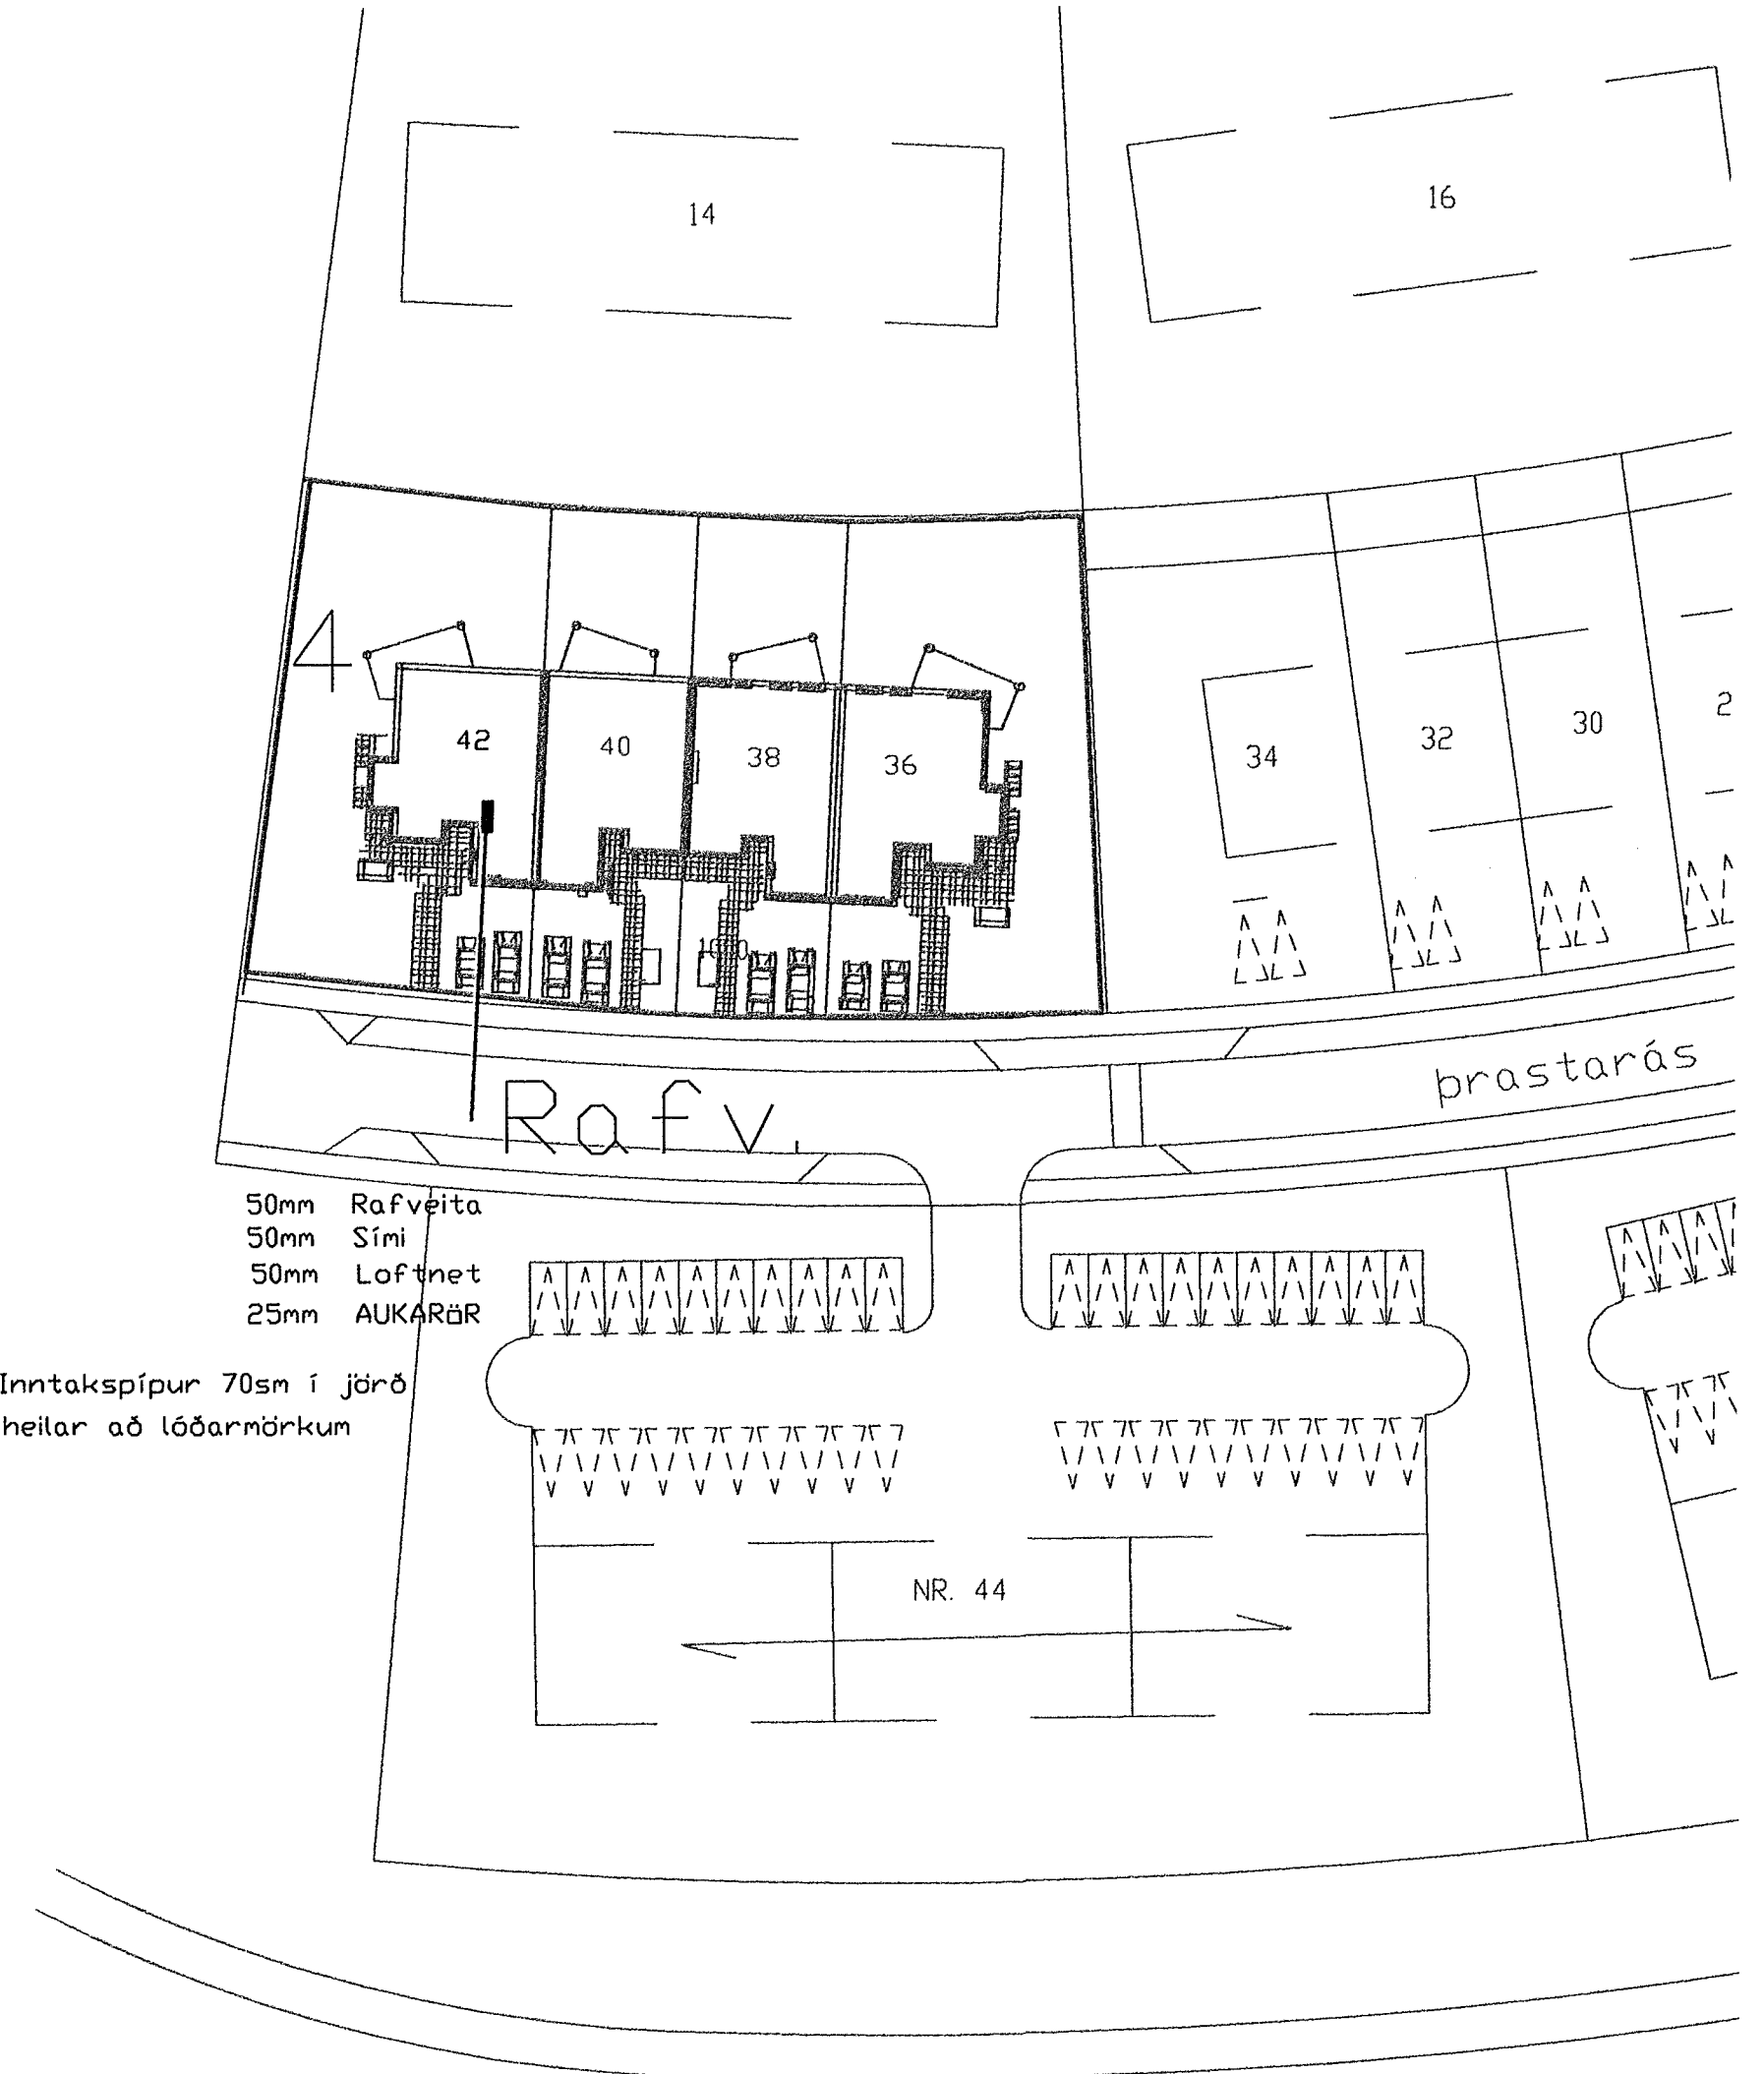 14
16
4
42
40
38
36
34
32
30
2
þrastarás
Rafv.
50mm Rafveita
50mm Sími
50mm Loftnet
25mm AUKARÖR
Inntakspípur 70sm í jörð
heilar að lóðarmörkum
NR. 44